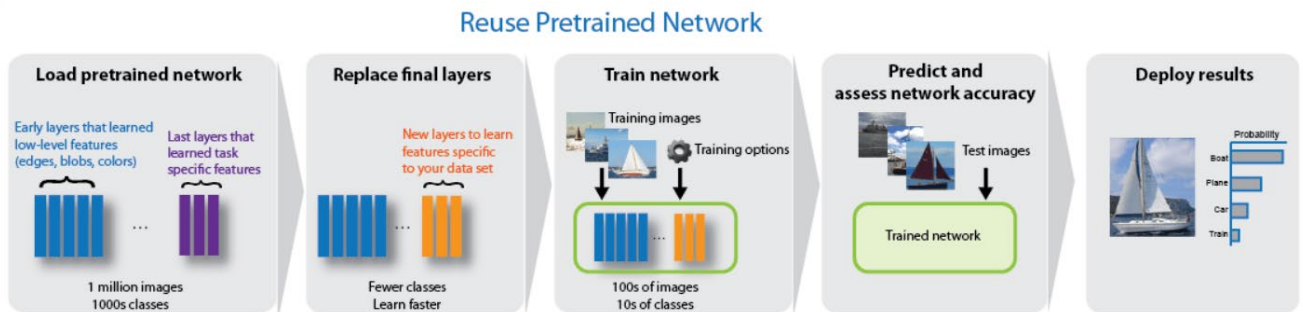 Reuse Pretrained Network
Load pretrained network
Early layers that learned
low-level features
(edges, blobs, colors)
Last layers that
learned task
specific features
...
1 million images
1000s classes
Replace final layers
New layers to learn
features specific
to your data set
...
Fewer classes
Learn faster
Train network
Training images
Training options
...
100s of images
10s of classes
Predict and
assess network accuracy
Test images
Trained network
Deploy results
Probability
Boat
Plane
Car
Train